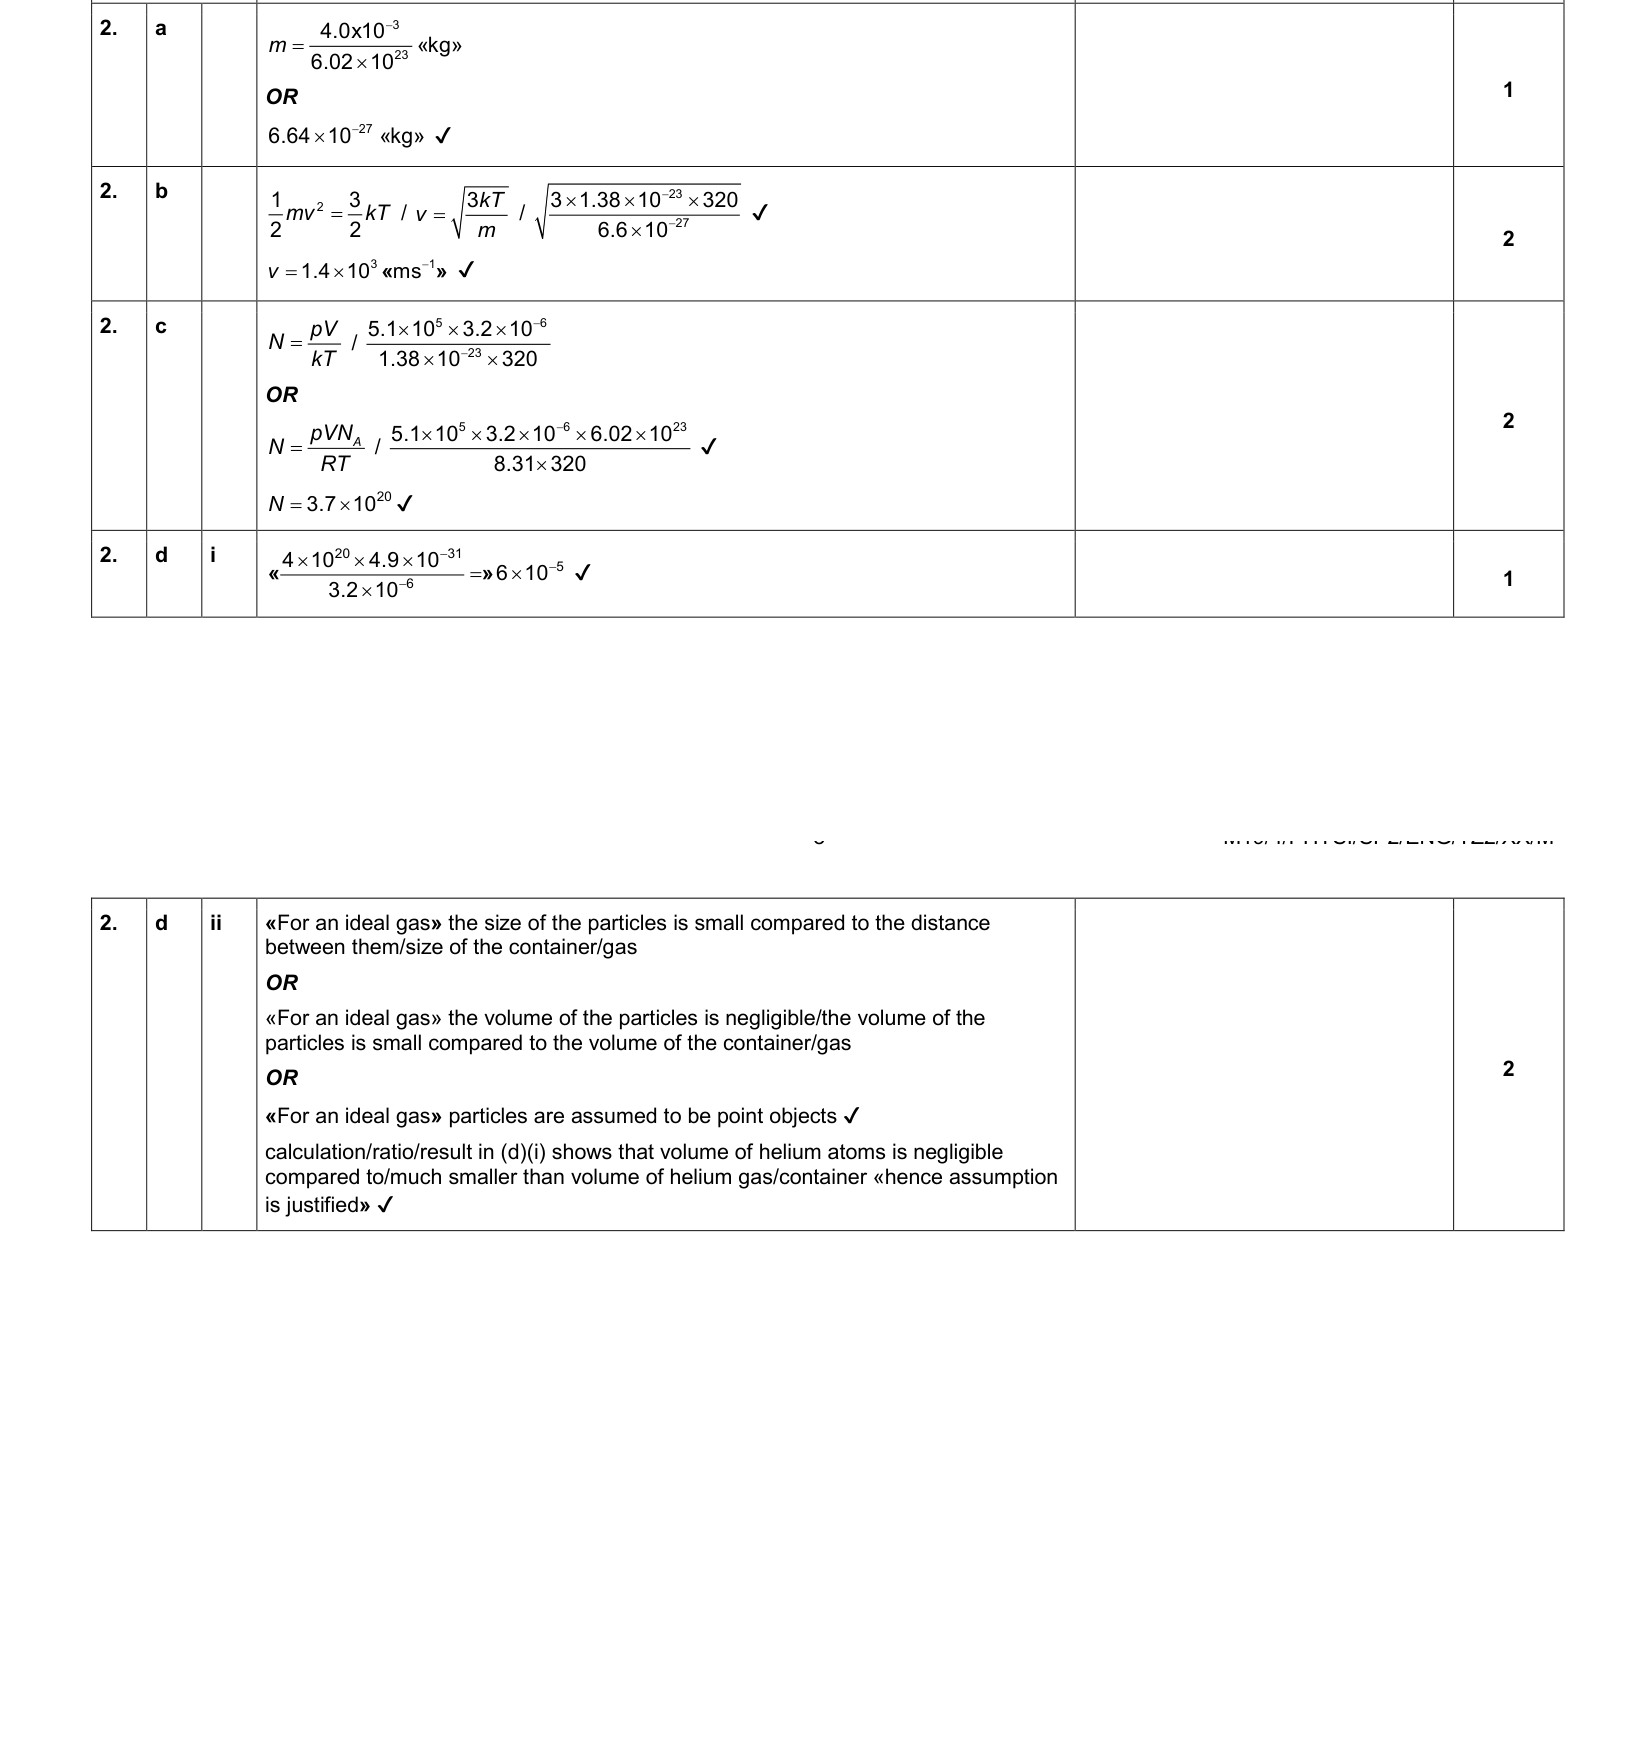 2. a m = 4.0x10⁻³ / 6.02×10²³ «kg»
OR
6.64×10⁻²⁷ «kg» ✓
1
2. b ½mv² = 3/2 kT / v = √(3kT/m) / √(3×1.38×10⁻²³×320 / 6.6×10⁻²⁷) ✓
v = 1.4×10³ «ms⁻¹» ✓
2
2. c N = pV/kT / 5.1×10⁵×3.2×10⁻⁶ / 1.38×10⁻²³×320
OR
N = pVN_A/RT / 5.1×10⁵×3.2×10⁻⁶×6.02×10²³ / 8.31×320 ✓
N = 3.7×10²⁰ ✓
2
2. d i «4×10²⁰×4.9×10⁻³¹ / 3.2×10⁻⁶ =» 6×10⁻⁵ ✓
1
2. d ii «For an ideal gas» the size of the particles is small compared to the distance
between them/size of the container/gas
OR
«For an ideal gas» the volume of the particles is negligible/the volume of the
particles is small compared to the volume of the container/gas
OR
«For an ideal gas» particles are assumed to be point objects ✓
calculation/ratio/result in (d)(i) shows that volume of helium atoms is negligible
compared to/much smaller than volume of helium gas/container «hence assumption
is justified» ✓
2